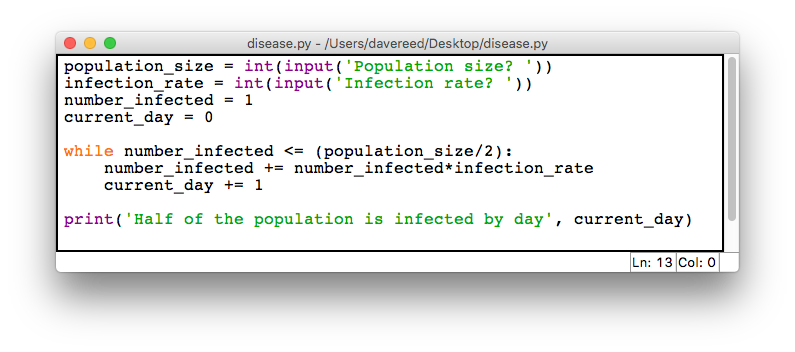 disease.py - /Users/davereed/Desktop/disease.py
population_size = int(input('Population size? '))
infection_rate = int(input('Infection rate? '))
number_infected = 1
current_day = 0
while number_infected <= (population_size/2):
    number_infected += number_infected*infection_rate
    current_day += 1
print('Half of the population is infected by day', current_day)
Ln: 13 Col: 0